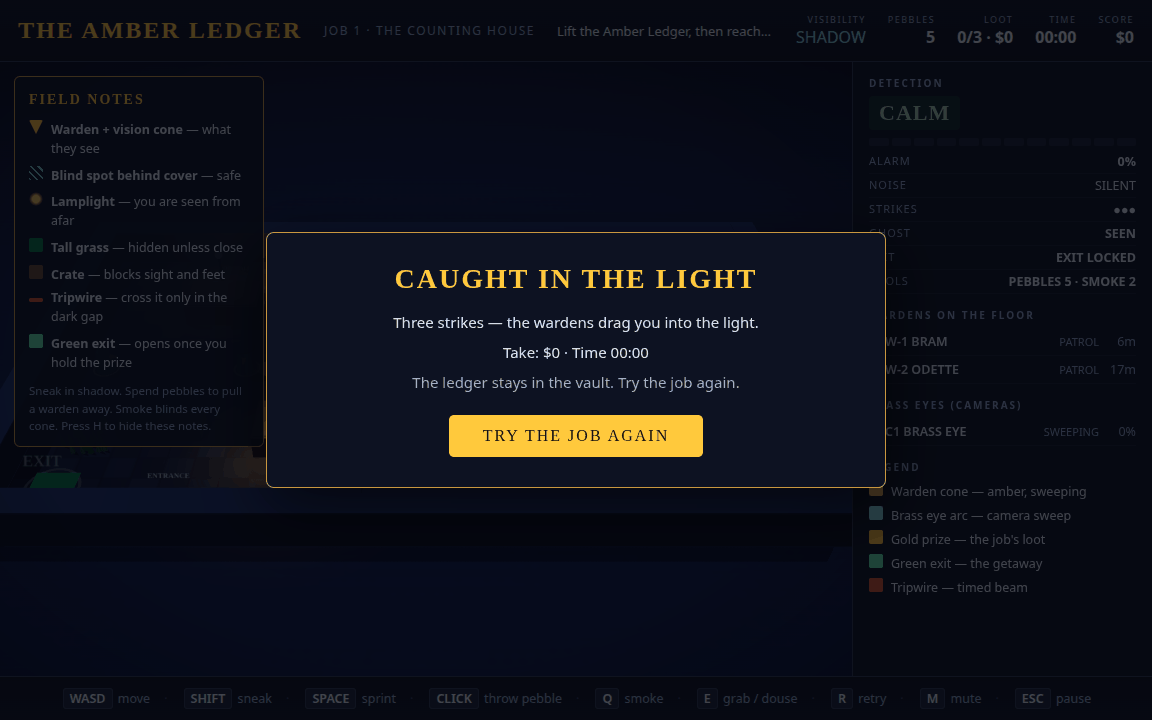 THE AMBER LEDGER
JOB 1 · THE COUNTING HOUSE
Lift the Amber Ledger, then reach...
VISIBILITY
SHADOW
PEBBLES
5
LOOT
0/3 · $0
TIME
00:00
SCORE
$0
FIELD NOTES
Warden + vision cone — what
they see
Blind spot behind cover — safe
Lamplight — you are seen from
afar
Tall grass — hidden unless close
Crate — blocks sight and feet
Tripwire — cross it only in the
dark gap
Green exit — opens once you
hold the prize
Sneak in shadow. Spend pebbles to pull
a warden away. Smoke blinds every
cone. Press H to hide these notes.
EXIT
ENTRANCE
CAUGHT IN THE LIGHT
Three strikes — the wardens drag you into the light.
Take: $0 · Time 00:00
The ledger stays in the vault. Try the job again.
TRY THE JOB AGAIN
DETECTION
CALM
ALARM 0%
NOISE SILENT
STRIKES ●●●
SEEN
EXIT LOCKED
PEBBLES 5 · SMOKE 2
ON THE FLOOR
W-1 BRAM PATROL 6m
W-2 ODETTE PATROL 17m
EYES (CAMERAS)
C1 BRASS EYE SWEEPING 0%
Warden cone — amber, sweeping
Brass eye arc — camera sweep
Gold prize — the job's loot
Green exit — the getaway
Tripwire — timed beam
WASD move · SHIFT sneak · SPACE sprint · CLICK throw pebble · Q smoke · E grab / douse · R retry · M mute · ESC pause